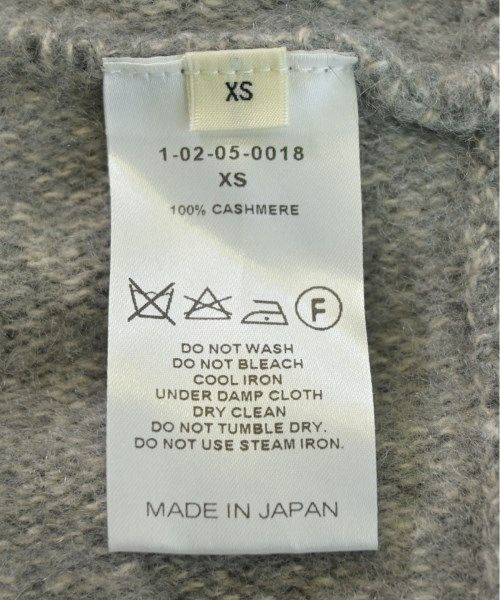 XS
1-02-05-0018
XS
100% CASHMERE
F
DO NOT WASH
DO NOT BLEACH
COOL IRON
UNDER DAMP CLOTH
DRY CLEAN
DO NOT TUMBLE DRY.
DO NOT USE STEAM IRON.
MADE IN JAPAN